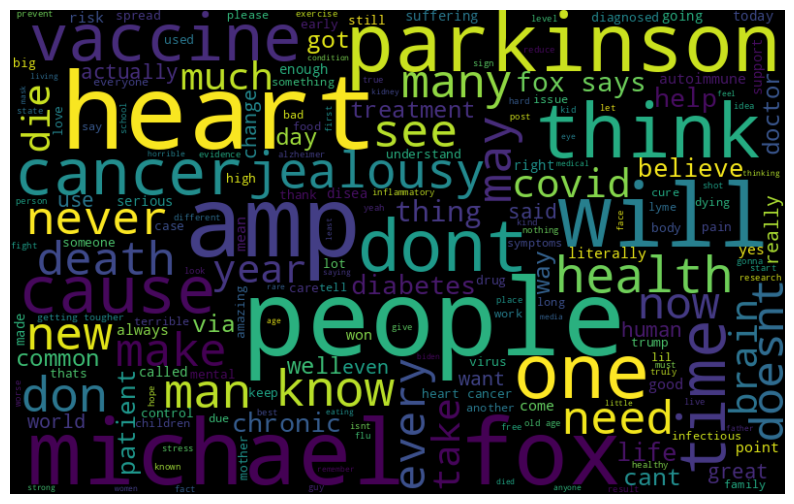 risk spread please suffering still diagnosed going level today exercise prevent
vaccine parkinson
used got early
big actually much many fox says autoimmune support
living everyone enough condition something sign reduce
die heart see think help doctor
mask state love say school bad food day change treatment issue true kidney hard post let kid feel idea
horrible evidence alzheimer understand right medical eye believe thinking
cancer jealousy may covid
use serious high thank disea inflammatory cure shot dying
person different yeah kind said lyme
never amp thing will really
fight someone case mean least nothing symptoms body pain face yes
death year dont literally gonna
look saying lot diabetes drug way health start research
cause rare care tell place work long now doesnt
getting tougher amazing age won give media human brain
made new always via people virus trump
terrible make called welleven one lil must truly
common thats mental hiden
don man know want heart cancer good
worse hope patient keep another come need live time
world control due best eating isnt free old age little father
children chronic every take life infectious point
stress flu mother cant great
known remember died healthy family
michael fox
strong women fact guy anyone result